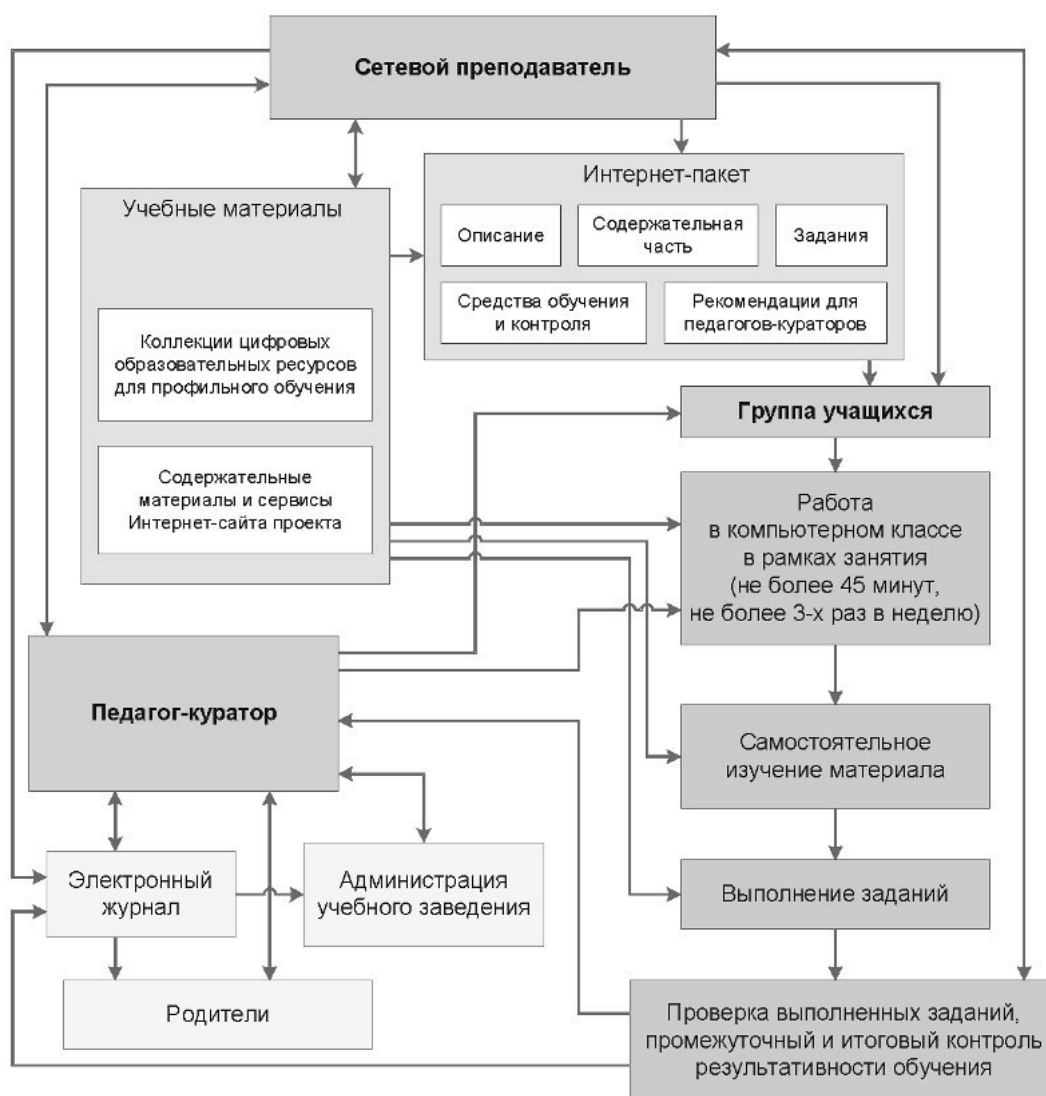 Сетевой преподаватель
Интернет-пакет
Учебные материалы
Описание
Содержательная
часть
Задания
Средства обучения
и контроля
Рекомендации для
педагогов-кураторов
Коллекции цифровых
образовательных ресурсов
для профильного обучения
Содержательные
материалы и сервисы
Интернет-сайта проекта
Группа учащихся
Работа
в компьютерном классе
в рамках занятия
(не более 45 минут,
не более 3-х раз в неделю)
Педагог-куратор
Самостоятельное
изучение материала
Электронный
журнал
Администрация
учебного заведения
Выполнение заданий
Родители
Проверка выполненных заданий,
промежуточный и итоговый контроль
результативности обучения